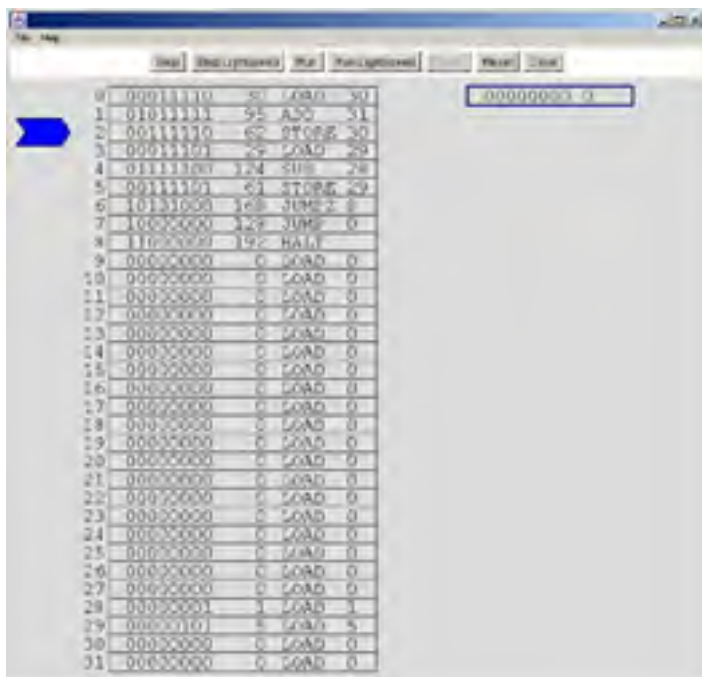 File Help
Step Step Lightspeed Run Run Lightspeed Reset
0 00011110 30 LOAD 30
00000000 0
1 01011111 95 ADD 31
2 00111110 62 STORE 30
3 00011101 29 LOAD 29
4 01111100 124 SUB 28
5 00111101 61 STORE 29
6 10101000 168 JUMPZ 8
7 JUMP 0
8 11000000 192 HALT
9 00000000 0 LOAD 0
10 00000000 0 LOAD 0
11 00000000 0 LOAD 0
12 00000000 0 LOAD 0
13 00000000 0 LOAD 0
14 00000000 0 LOAD 0
15 00000000 0 LOAD 0
16 00000000 0 LOAD 0
17 00000000 0 LOAD 0
18 00000000 0 LOAD 0
19 00000000 0 LOAD 0
20 00000000 0 LOAD 0
21 00000000 0 LOAD 0
22 00000000 0 LOAD 0
23 00000000 0 LOAD 0
24 00000000 0 LOAD 0
25 00000000 0 LOAD 0
26 00000000 0 LOAD 0
27 00000000 0 LOAD 0
28 00000001 1 LOAD 1
29 00000101 5 LOAD 5
30 00000000 0 LOAD 0
31 00000000 0 LOAD 0